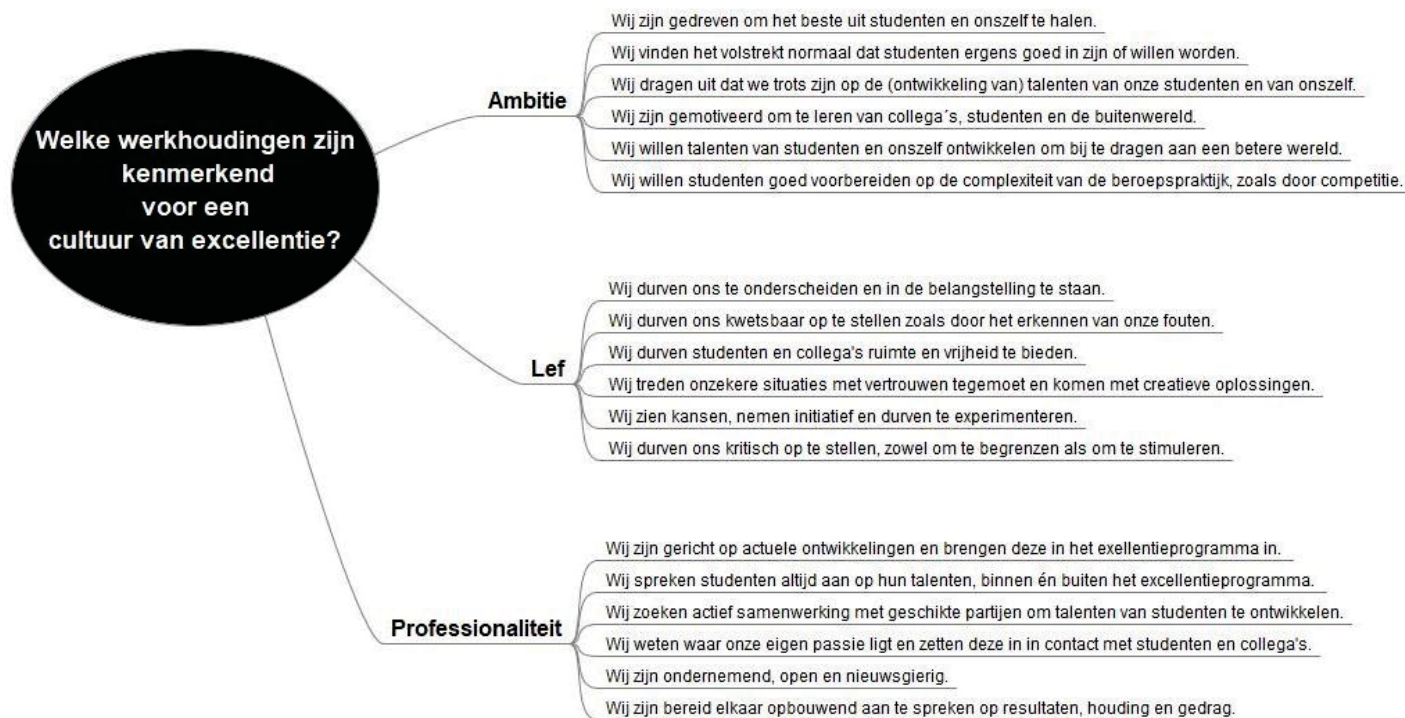 Welke werkhoudingen zijn
kenmerkend
voor een
cultuur van excellentie?
Ambitie
Wij zijn gedreven om het beste uit studenten en onszelf te halen.
Wij vinden het volstrekt normaal dat studenten ergens goed in zijn of willen worden.
Wij dragen uit dat we trots zijn op de (ontwikkeling van) talenten van onze studenten en van onszelf.
Wij zijn gemotiveerd om te leren van collega´s, studenten en de buitenwereld.
Wij willen talenten van studenten en onszelf ontwikkelen om bij te dragen aan een betere wereld.
Wij willen studenten goed voorbereiden op de complexiteit van de beroepspraktijk, zoals door competitie.
Lef
Wij durven ons te onderscheiden en in de belangstelling te staan.
Wij durven ons kwetsbaar op te stellen zoals door het erkennen van onze fouten.
Wij durven studenten en collega's ruimte en vrijheid te bieden.
Wij treden onzekere situaties met vertrouwen tegemoet en komen met creatieve oplossingen.
Wij zien kansen, nemen initiatief en durven te experimenteren.
Wij durven ons kritisch op te stellen, zowel om te begrenzen als om te stimuleren.
Professionaliteit
Wij zijn gericht op actuele ontwikkelingen en brengen deze in het exellentieprogramma in.
Wij spreken studenten altijd aan op hun talenten, binnen én buiten het excellentieprogramma.
Wij zoeken actief samenwerking met geschikte partijen om talenten van studenten te ontwikkelen.
Wij weten waar onze eigen passie ligt en zetten deze in in contact met studenten en collega's.
Wij zijn ondernemend, open en nieuwsgierig.
Wij zijn bereid elkaar opbouwend aan te spreken op resultaten, houding en gedrag.